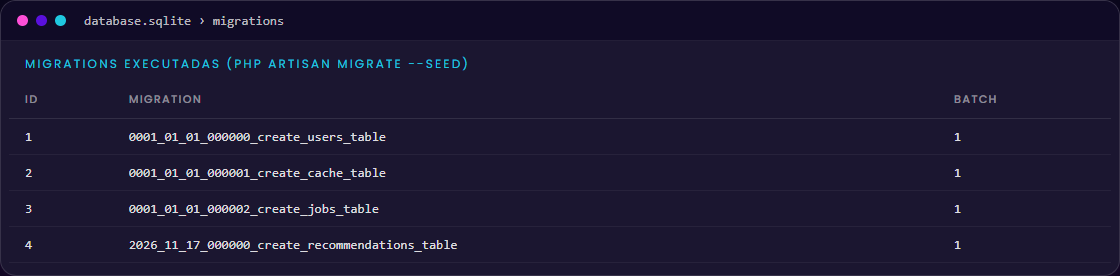 database.sqlite › migrations
MIGRATIONS EXECUTADAS (PHP ARTISAN MIGRATE --SEED)
ID MIGRATION BATCH
1 0001_01_01_000000_create_users_table 1
2 0001_01_01_000001_create_cache_table 1
3 0001_01_01_000002_create_jobs_table 1
4 2026_11_17_000000_create_recommendations_table 1